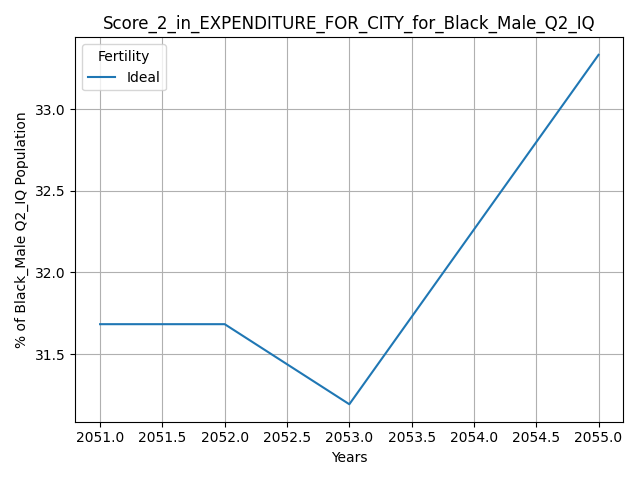 Score_2_in_EXPENDITURE_FOR_CITY_for_Black_Male_Q2_IQ
Fertility
Ideal
% of Black_Male Q2_IQ Population
33.0
32.5
32.0
31.5
2051.0 2051.5 2052.0 2052.5 2053.0 2053.5 2054.0 2054.5 2055.0
Years